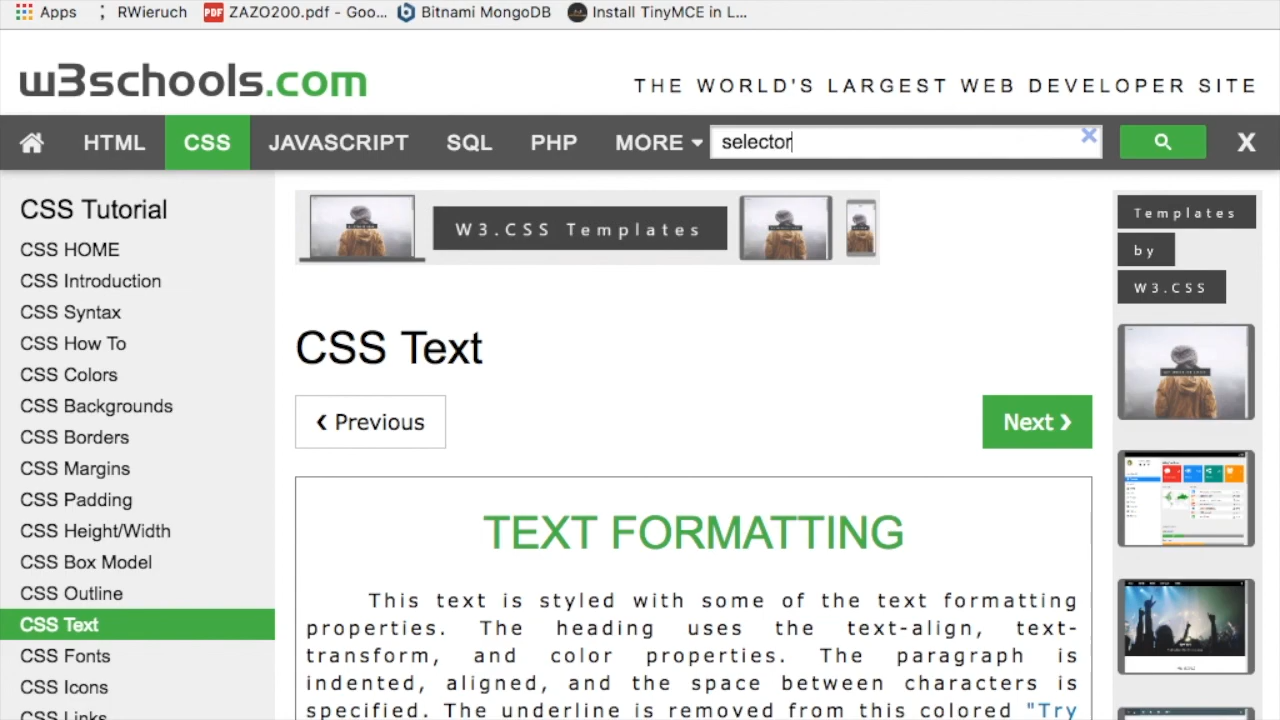 Apps RWieruch PDF ZAZO200.pdf - Goo... Bitnami MongoDB Install TinyMCE in L...
w3schools.com THE WORLD'S LARGEST WEB DEVELOPER SITE
HTML CSS JAVASCRIPT SQL PHP MORE selector X
CSS Tutorial
CSS HOME
CSS Introduction
CSS Syntax
CSS How To
CSS Colors
CSS Backgrounds
CSS Borders
CSS Margins
CSS Padding
CSS Height/Width
CSS Box Model
CSS Outline
CSS Text
CSS Fonts
CSS Icons
CSS Links
W3.CSS Templates
CSS Text
❮ Previous
Next ❯
TEXT FORMATTING
This text is styled with some of the text formatting
properties. The heading uses the text-align, text-
transform, and color properties. The paragraph is
indented, aligned, and the space between characters is
specified. The underline is removed from this colored "Try
Templates
by
W3.CSS